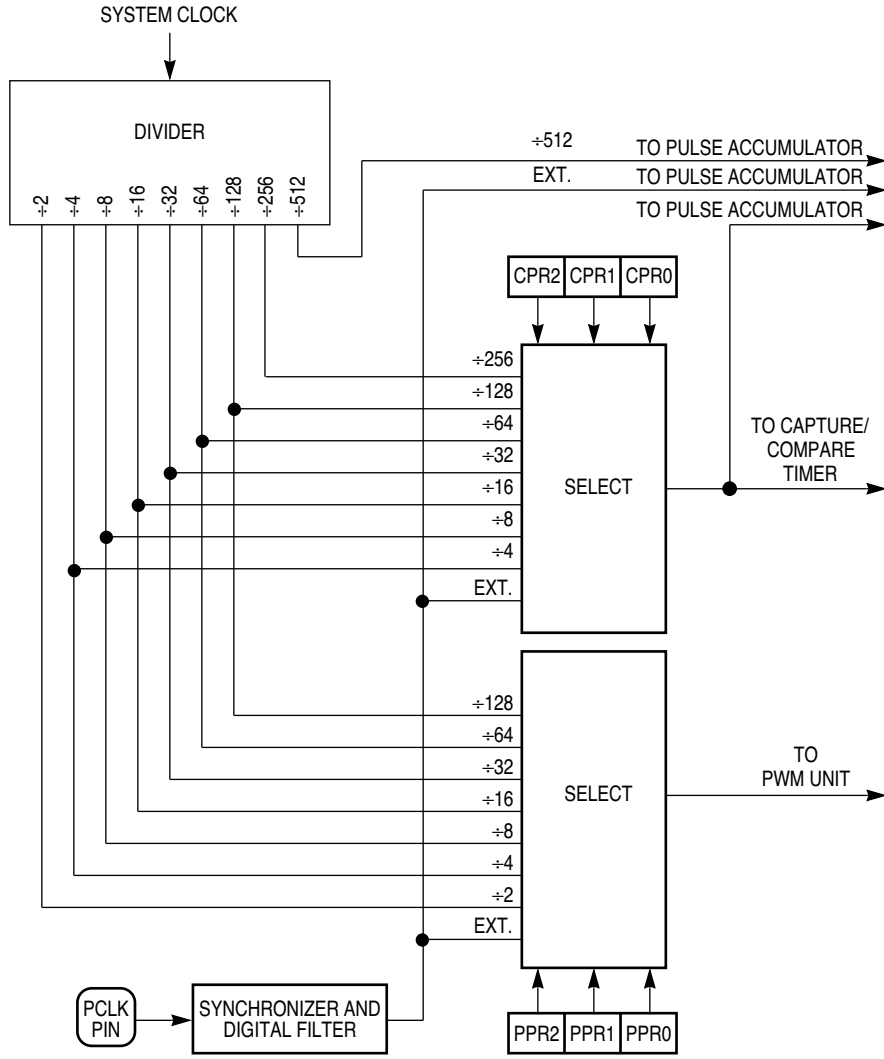 SYSTEM CLOCK
DIVIDER
÷2
÷4
÷8
÷16
÷32
÷64
÷128
÷256
÷512
÷512
TO PULSE ACCUMULATOR
EXT.
TO PULSE ACCUMULATOR
TO PULSE ACCUMULATOR
CPR2 CPR1 CPR0
÷256
÷128
÷64
÷32
÷16
÷8
÷4
EXT.
SELECT
TO CAPTURE/
COMPARE
TIMER
÷128
÷64
÷32
÷16
÷8
÷4
÷2
EXT.
SELECT
TO
PWM UNIT
PCLK
PIN
SYNCHRONIZER AND
DIGITAL FILTER
PPR2 PPR1 PPR0